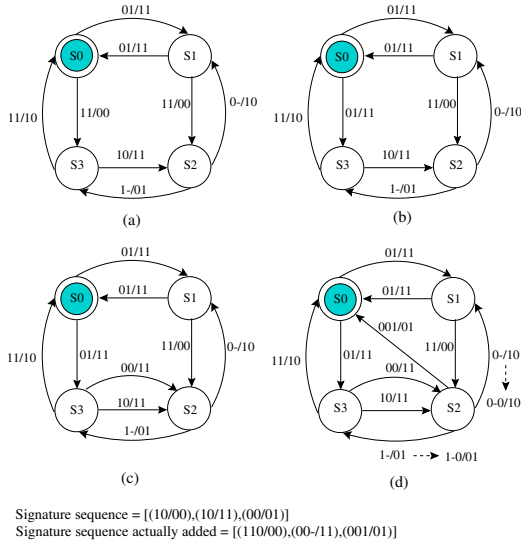 01/11
01/11
S0
S1
01/11
01/11
S0
S1
11/10
11/00
11/00
0-/10
11/10
01/11
11/00
0-/10
S3
10/11
S2
S3
10/11
S2
1-/01
1-/01
(a)
(b)
01/11
01/11
S0
01/11
S1
S0
01/11
S1
001/01
11/10
01/11
11/00
0-/10
11/10
01/11
11/00
0-/10
00/11
00/11
0-0/10
S3
10/11
S2
S3
10/11
S2
1-/01
1-/01
1-0/01
(c)
(d)
Signature sequence = [(10/00),(10/11),(00/01)]
Signature sequence actually added = [(110/00),(00-/11),(001/01)]